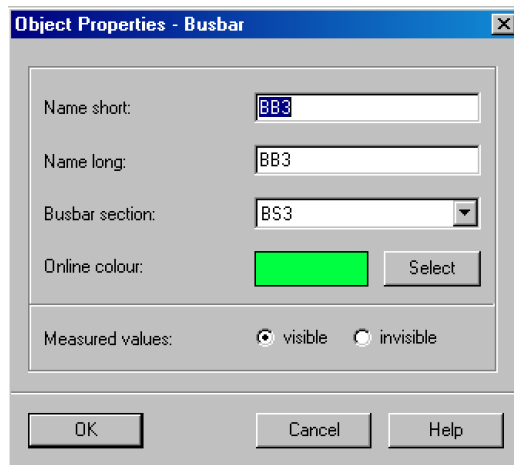 Object Properties - Busbar
Name short: BB3
Name long: BB3
Busbar section: BS3
Online colour: Select
Measured values: visible invisible
OK Cancel Help